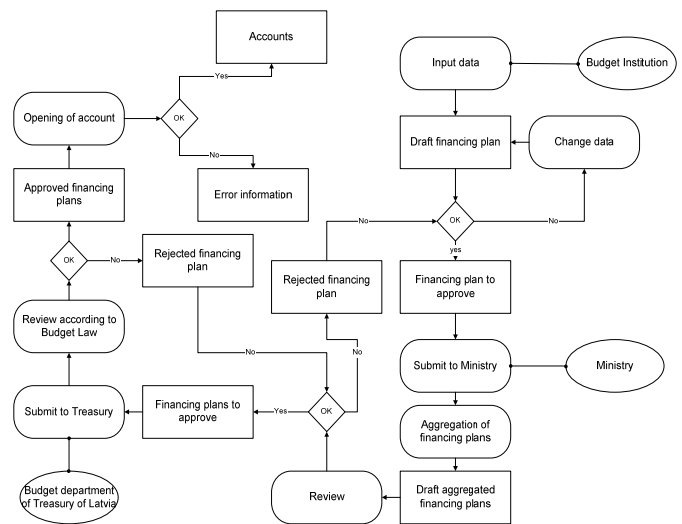 Accounts
Input data
Budget Institution
Yes
Opening of account
OK
Draft financing plan
Change data
No
Approved financing
plans
Error information
No
OK
No
yes
OK
No
Rejected financing
plan
Rejected financing
plan
Financing plan to
approve
Review according to
Budget Law
No
No
Submit to Ministry
Ministry
Submit to Treasury
Financing plans to
approve
Yes
OK
Aggregation of
financing plans
Budget department
of Treasury of Latvia
Review
Draft aggregated
financing plans